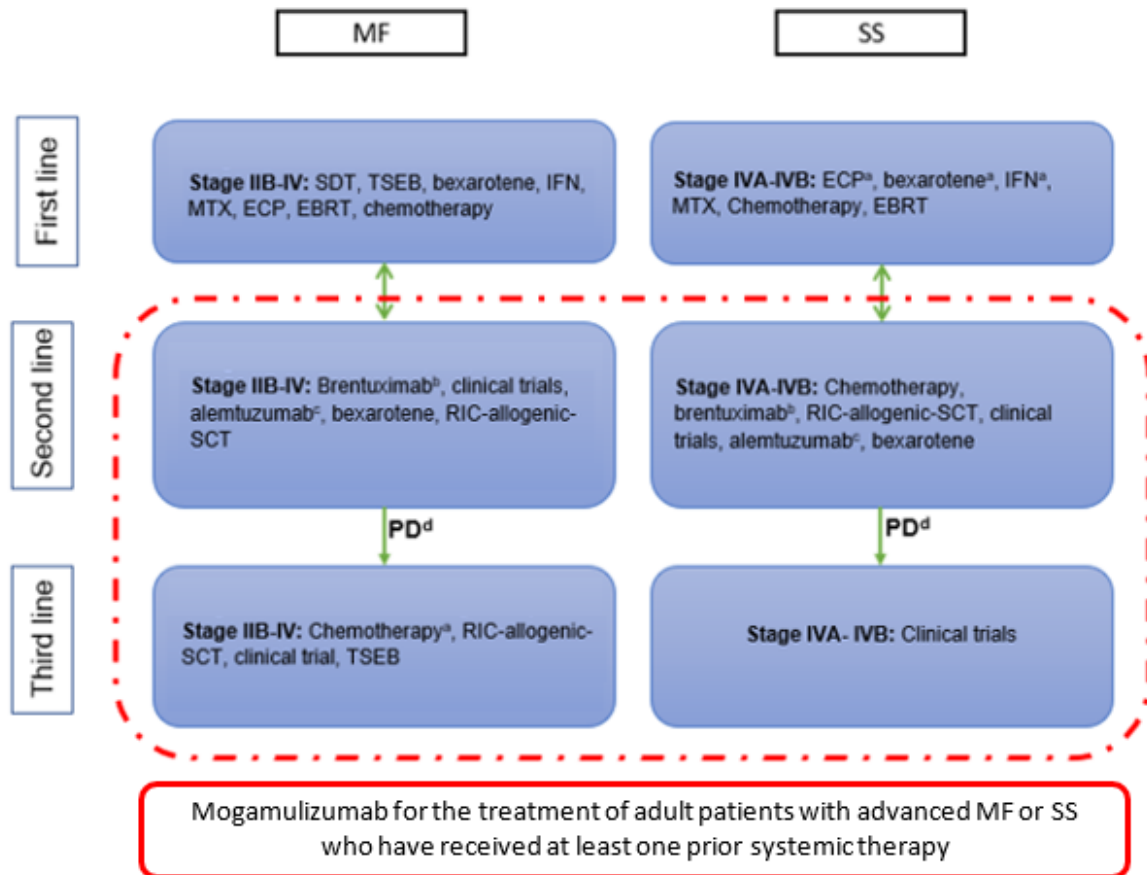 MF
SS
First line
Stage IIB-IV: SDT, TSEB, bexarotene, IFN,
MTX, ECP, EBRT, chemotherapy
Stage IVA-IVB: ECPᵃ, bexaroteneᵃ, IFNᵃ,
MTX, Chemotherapy, EBRT
Second line
Stage IIB-IV: Brentuximabᵇ, clinical trials,
alemtuzumabᶜ, bexarotene, RIC-allogenic-
SCT
Stage IVA-IVB: Chemotherapy,
brentuximabᵇ, RIC-allogenic-SCT, clinical
trials, alemtuzumabᶜ, bexarotene
PDᵈ
PDᵈ
Third line
Stage IIB-IV: Chemotherapyᵃ, RIC-allogenic-
SCT, clinical trial, TSEB
Stage IVA- IVB: Clinical trials
Mogamulizumab for the treatment of adult patients with advanced MF or SS
who have received at least one prior systemic therapy